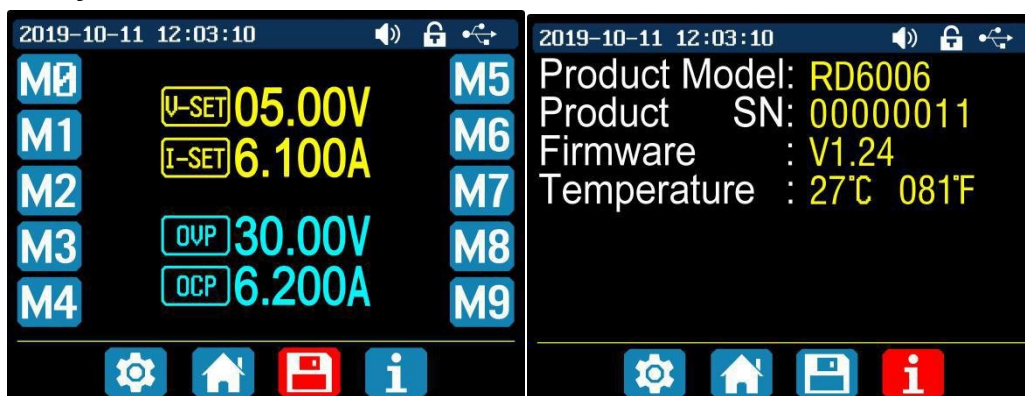 2019-10-11 12:03:10
M0 M5
V-SET 05.00V
M1 M6
I-SET 6.100A
M2 M7
OVP 30.00V
M3 M8
OCP 6.200A
M4 M9
i
2019-10-11 12:03:10
Product Model: RD6006
Product SN: 00000011
Firmware : V1.24
Temperature : 27℃ 081℉
i